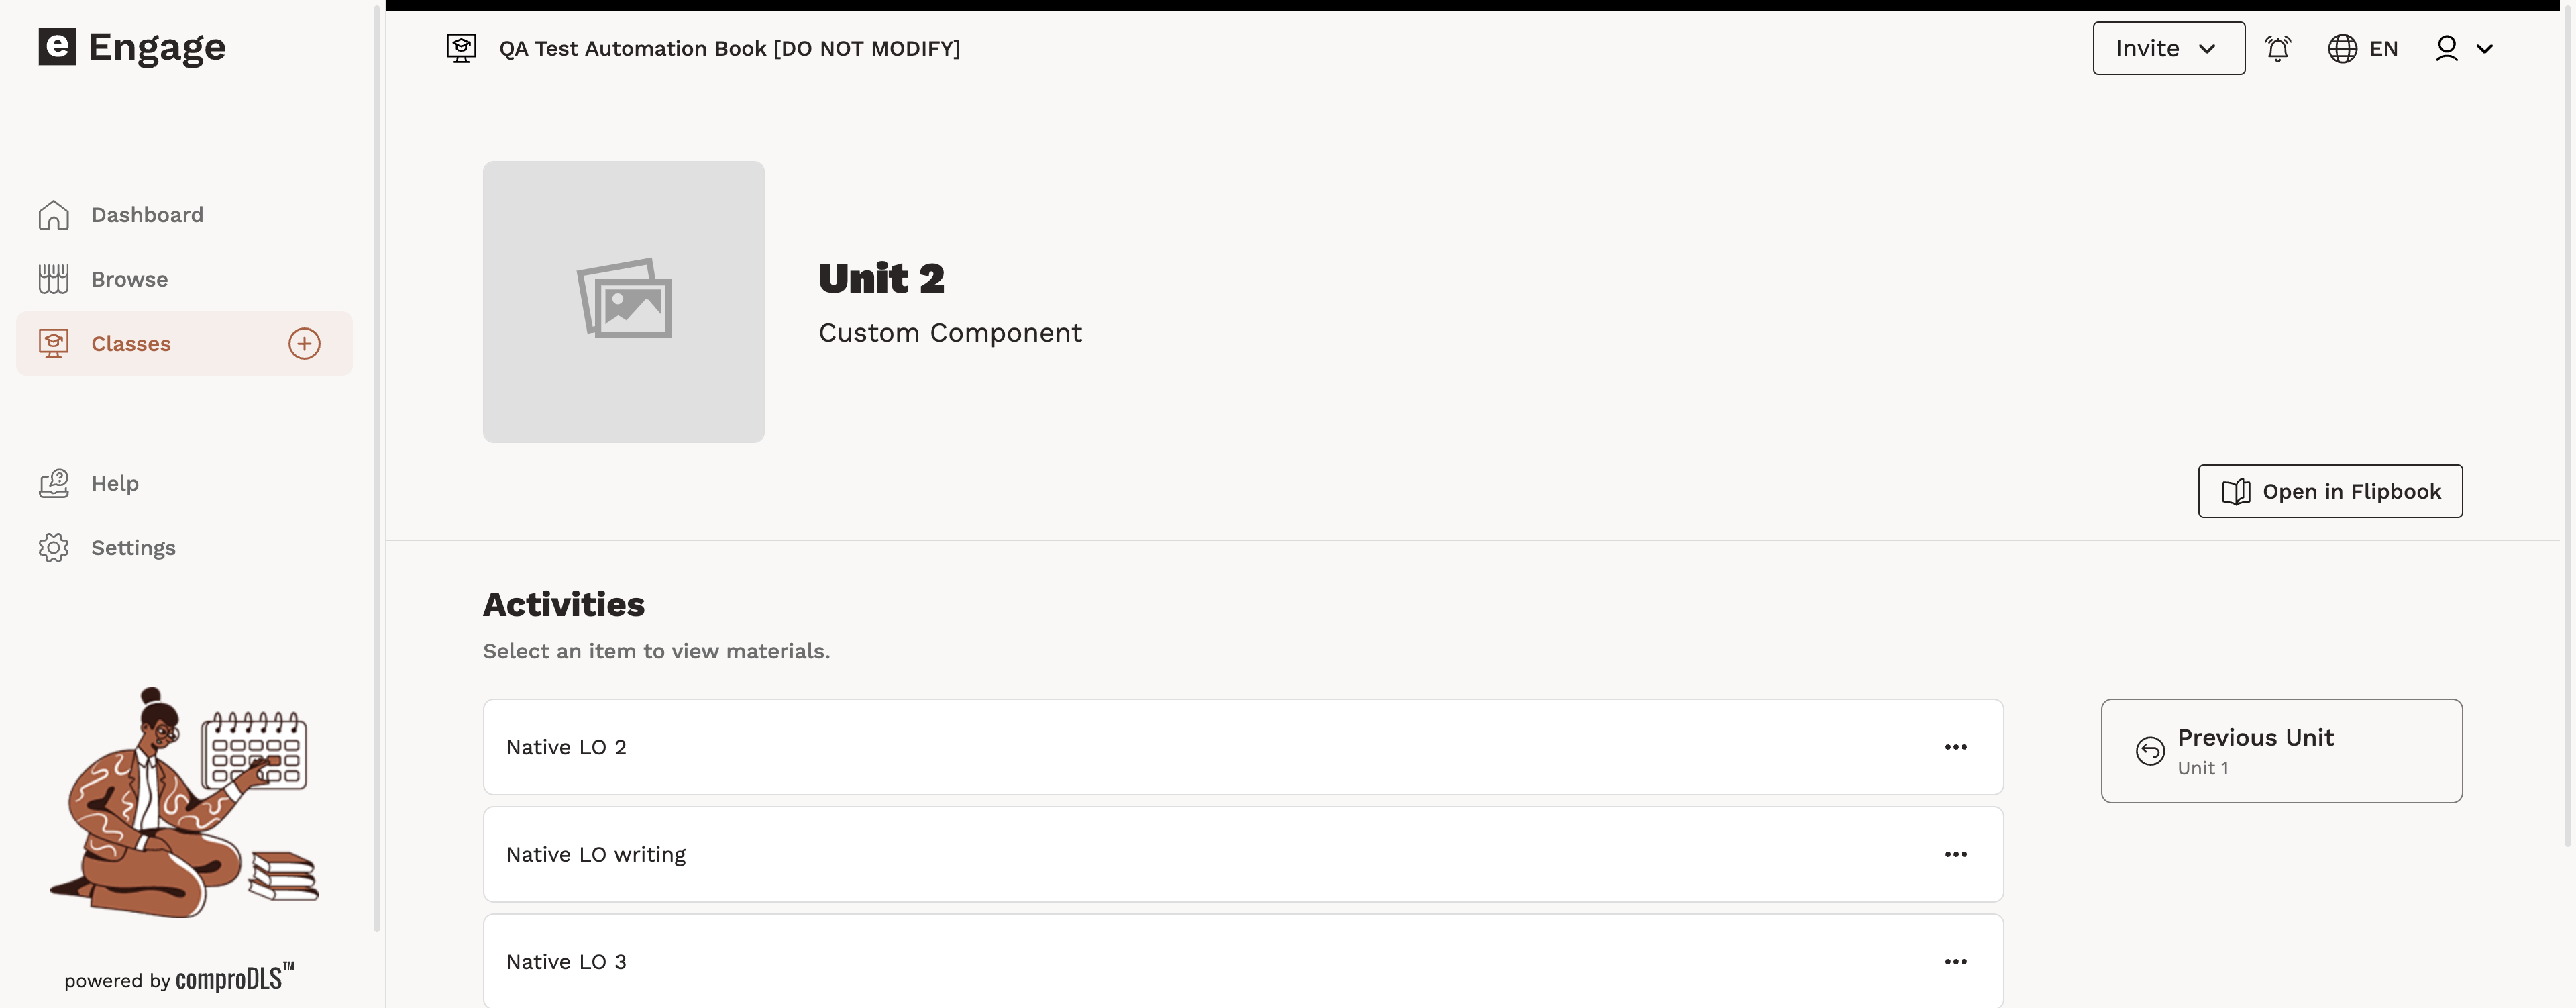 e Engage
QA Test Automation Book [DO NOT MODIFY]
Invite
EN
Dashboard
Browse
Classes
Help
Settings
powered by comproDLS™
Unit 2
Custom Component
Open in Flipbook
Activities
Select an item to view materials.
Native LO 2
Native LO writing
Native LO 3
Previous Unit
Unit 1